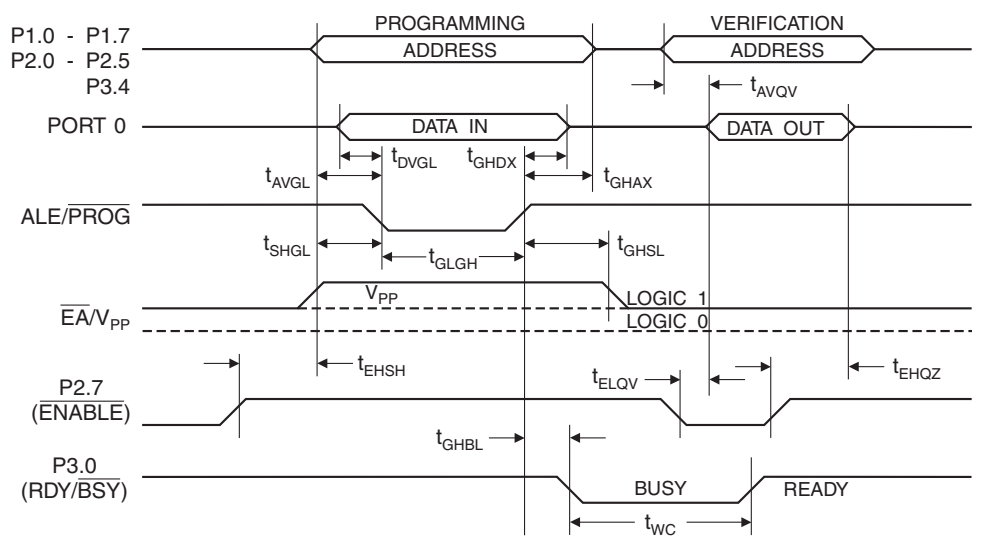 PROGRAMMING
VERIFICATION
P1.0 - P1.7
P2.0 - P2.5
P3.4
ADDRESS
ADDRESS
tAVQV
PORT 0
DATA IN
DATA OUT
tDVGL
tGHDX
tAVGL
tGHAX
ALE/PROG
tSHGL
tGLGH
tGHSL
VPP
LOGIC 1
EA/VPP
LOGIC 0
tEHSH
tELQV
tEHQZ
P2.7
(ENABLE)
tGHBL
P3.0
(RDY/BSY)
BUSY
READY
tWC